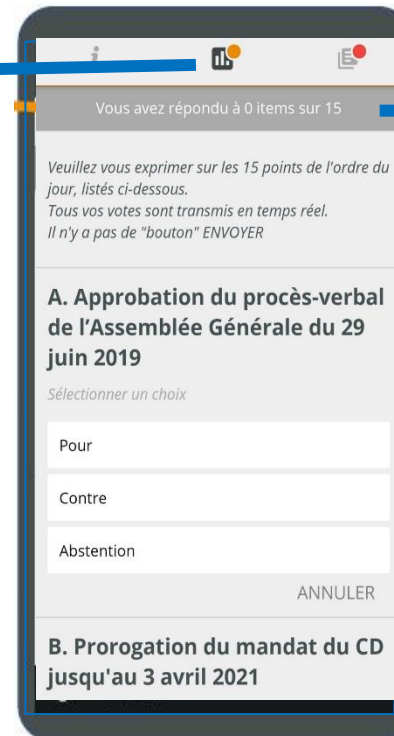 Vous avez répondu à 0 items sur 15
Veuillez vous exprimer sur les 15 points de l'ordre du
jour, listés ci-dessous.
Tous vos votes sont transmis en temps réel.
Il n'y a pas de "bouton" ENVOYER
A. Approbation du procès-verbal
de l’Assemblée Générale du 29
juin 2019
Sélectionner un choix
Pour
Contre
Abstention
ANNULER
B. Prorogation du mandat du CD
jusqu'au 3 avril 2021